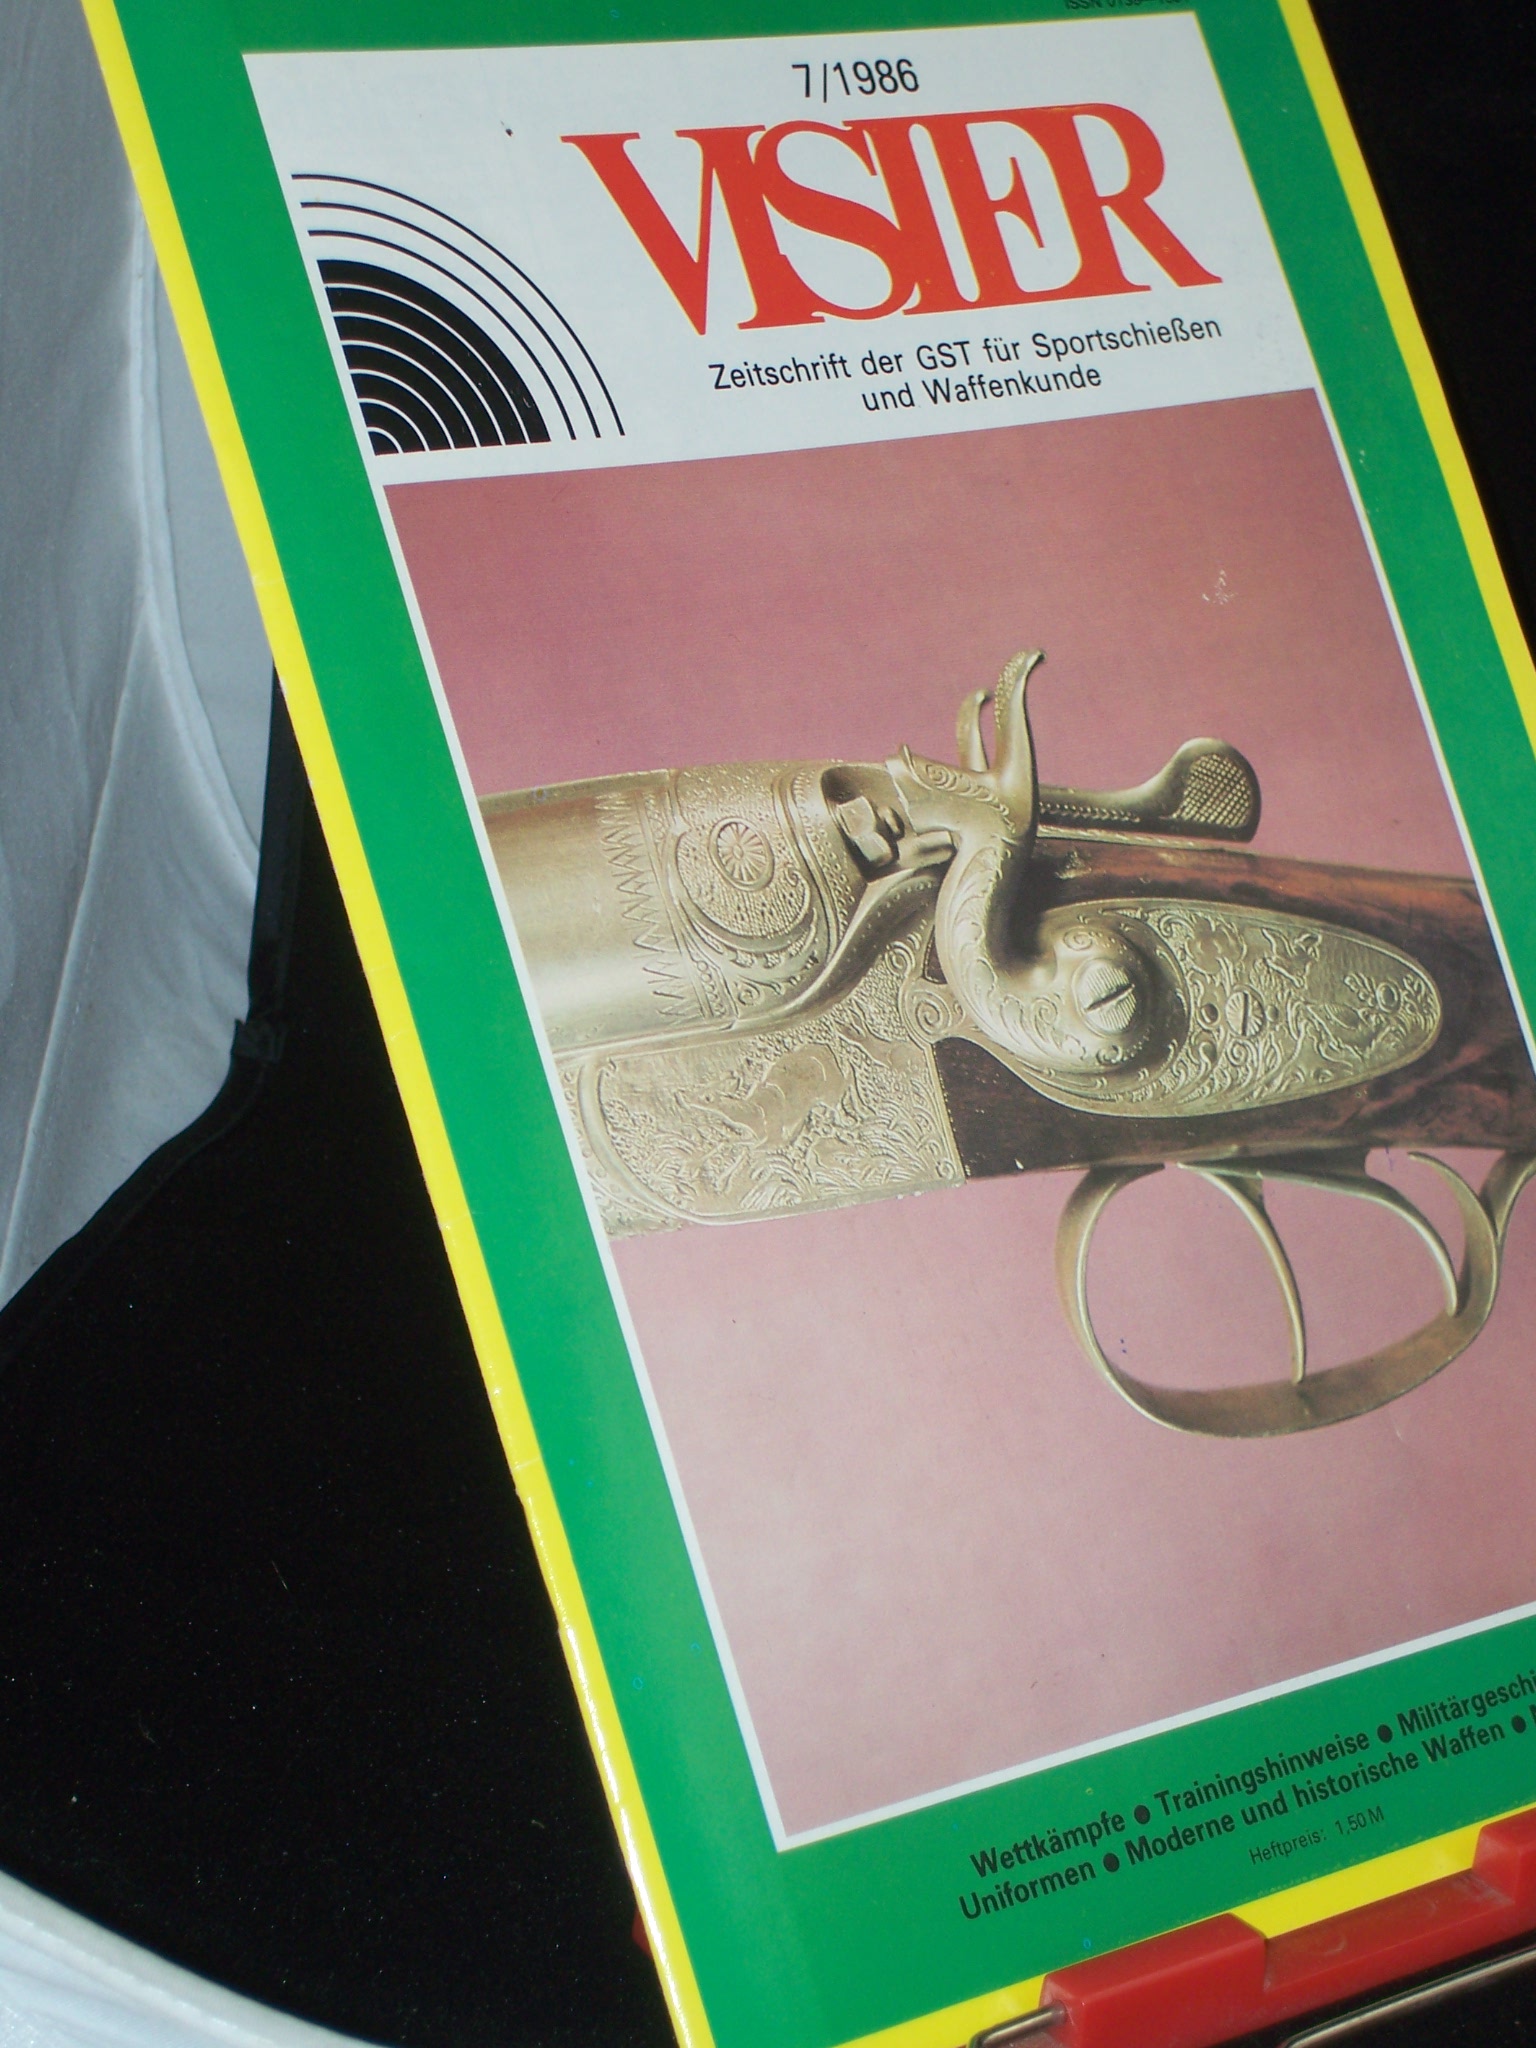 7/1986
VISIER
Zeitschrift der GST für Sportschießen
und Waffenkunde
Wettkämpfe ● Trainingshinweise ●
Uniformen ● Moderne und historische Waffen ●
Heftpreis: 1,50 M